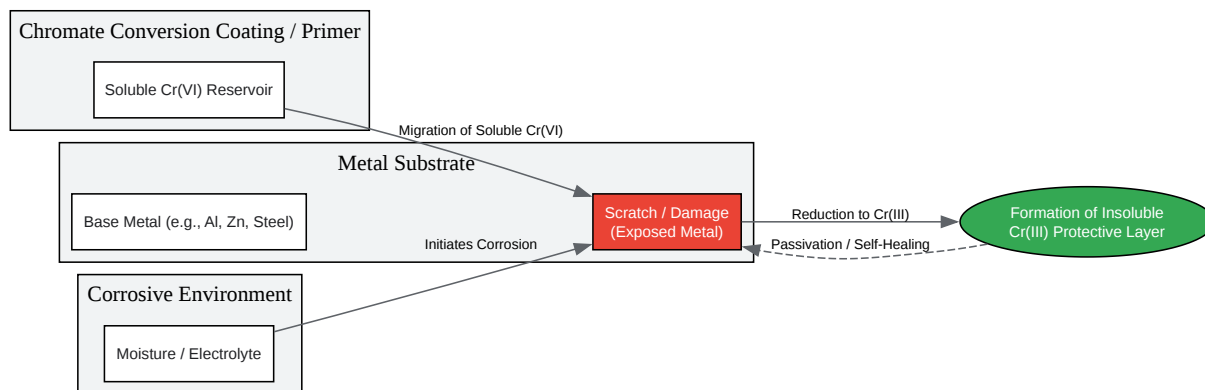 Chromate Conversion Coating / Primer
Soluble Cr(VI) Reservoir
Migration of Soluble Cr(VI)
Metal Substrate
Base Metal (e.g., Al, Zn, Steel)
Scratch / Damage
(Exposed Metal)
Reduction to Cr(III)
Formation of Insoluble
Cr(III) Protective Layer
Passivation / Self-Healing
Initiates Corrosion
Corrosive Environment
Moisture / Electrolyte